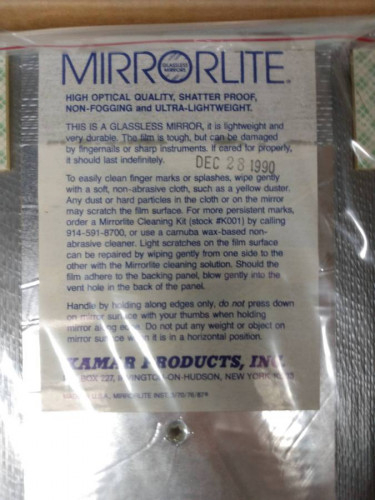 GLASSLESS
MIRRORS
MIRRORLITE™
HIGH OPTICAL QUALITY, SHATTER PROOF,
NON-FOGGING and ULTRA-LIGHTWEIGHT.
THIS IS A GLASSLESS MIRROR, it is lightweight and
very durable. The film is tough, but can be damaged
by fingernails or sharp instruments. If cared for properly,
it should last indefinitely.
DEC 28 1990
To easily clean finger marks or splashes, wipe gently
with a soft, non-abrasive cloth, such as a yellow duster.
Any dust or hard particles in the cloth or on the mirror
may scratch the film surface. For more persistent marks,
order a Mirrorlite Cleaning Kit (stock #K001) by calling
914-591-8700, or use a carnuba wax-based non-
abrasive cleaner. Light scratches on the film surface
can be repaired by wiping gently from one side to the
other with the Mirrorlite cleaning solution. Should the
film adhere to the backing panel, blow gently into the
vent hole in the back of the panel.
Handle by holding along edges only, do not press down
on mirror surface with your thumbs when holding
mirror along edge. Do not put any weight or object on
mirror surface when it is in a horizontal position.
KAMAR PRODUCTS, INC.
BOX 227, IRVINGTON-ON-HUDSON, NEW YORK
U.S.A. MIRRORLITE